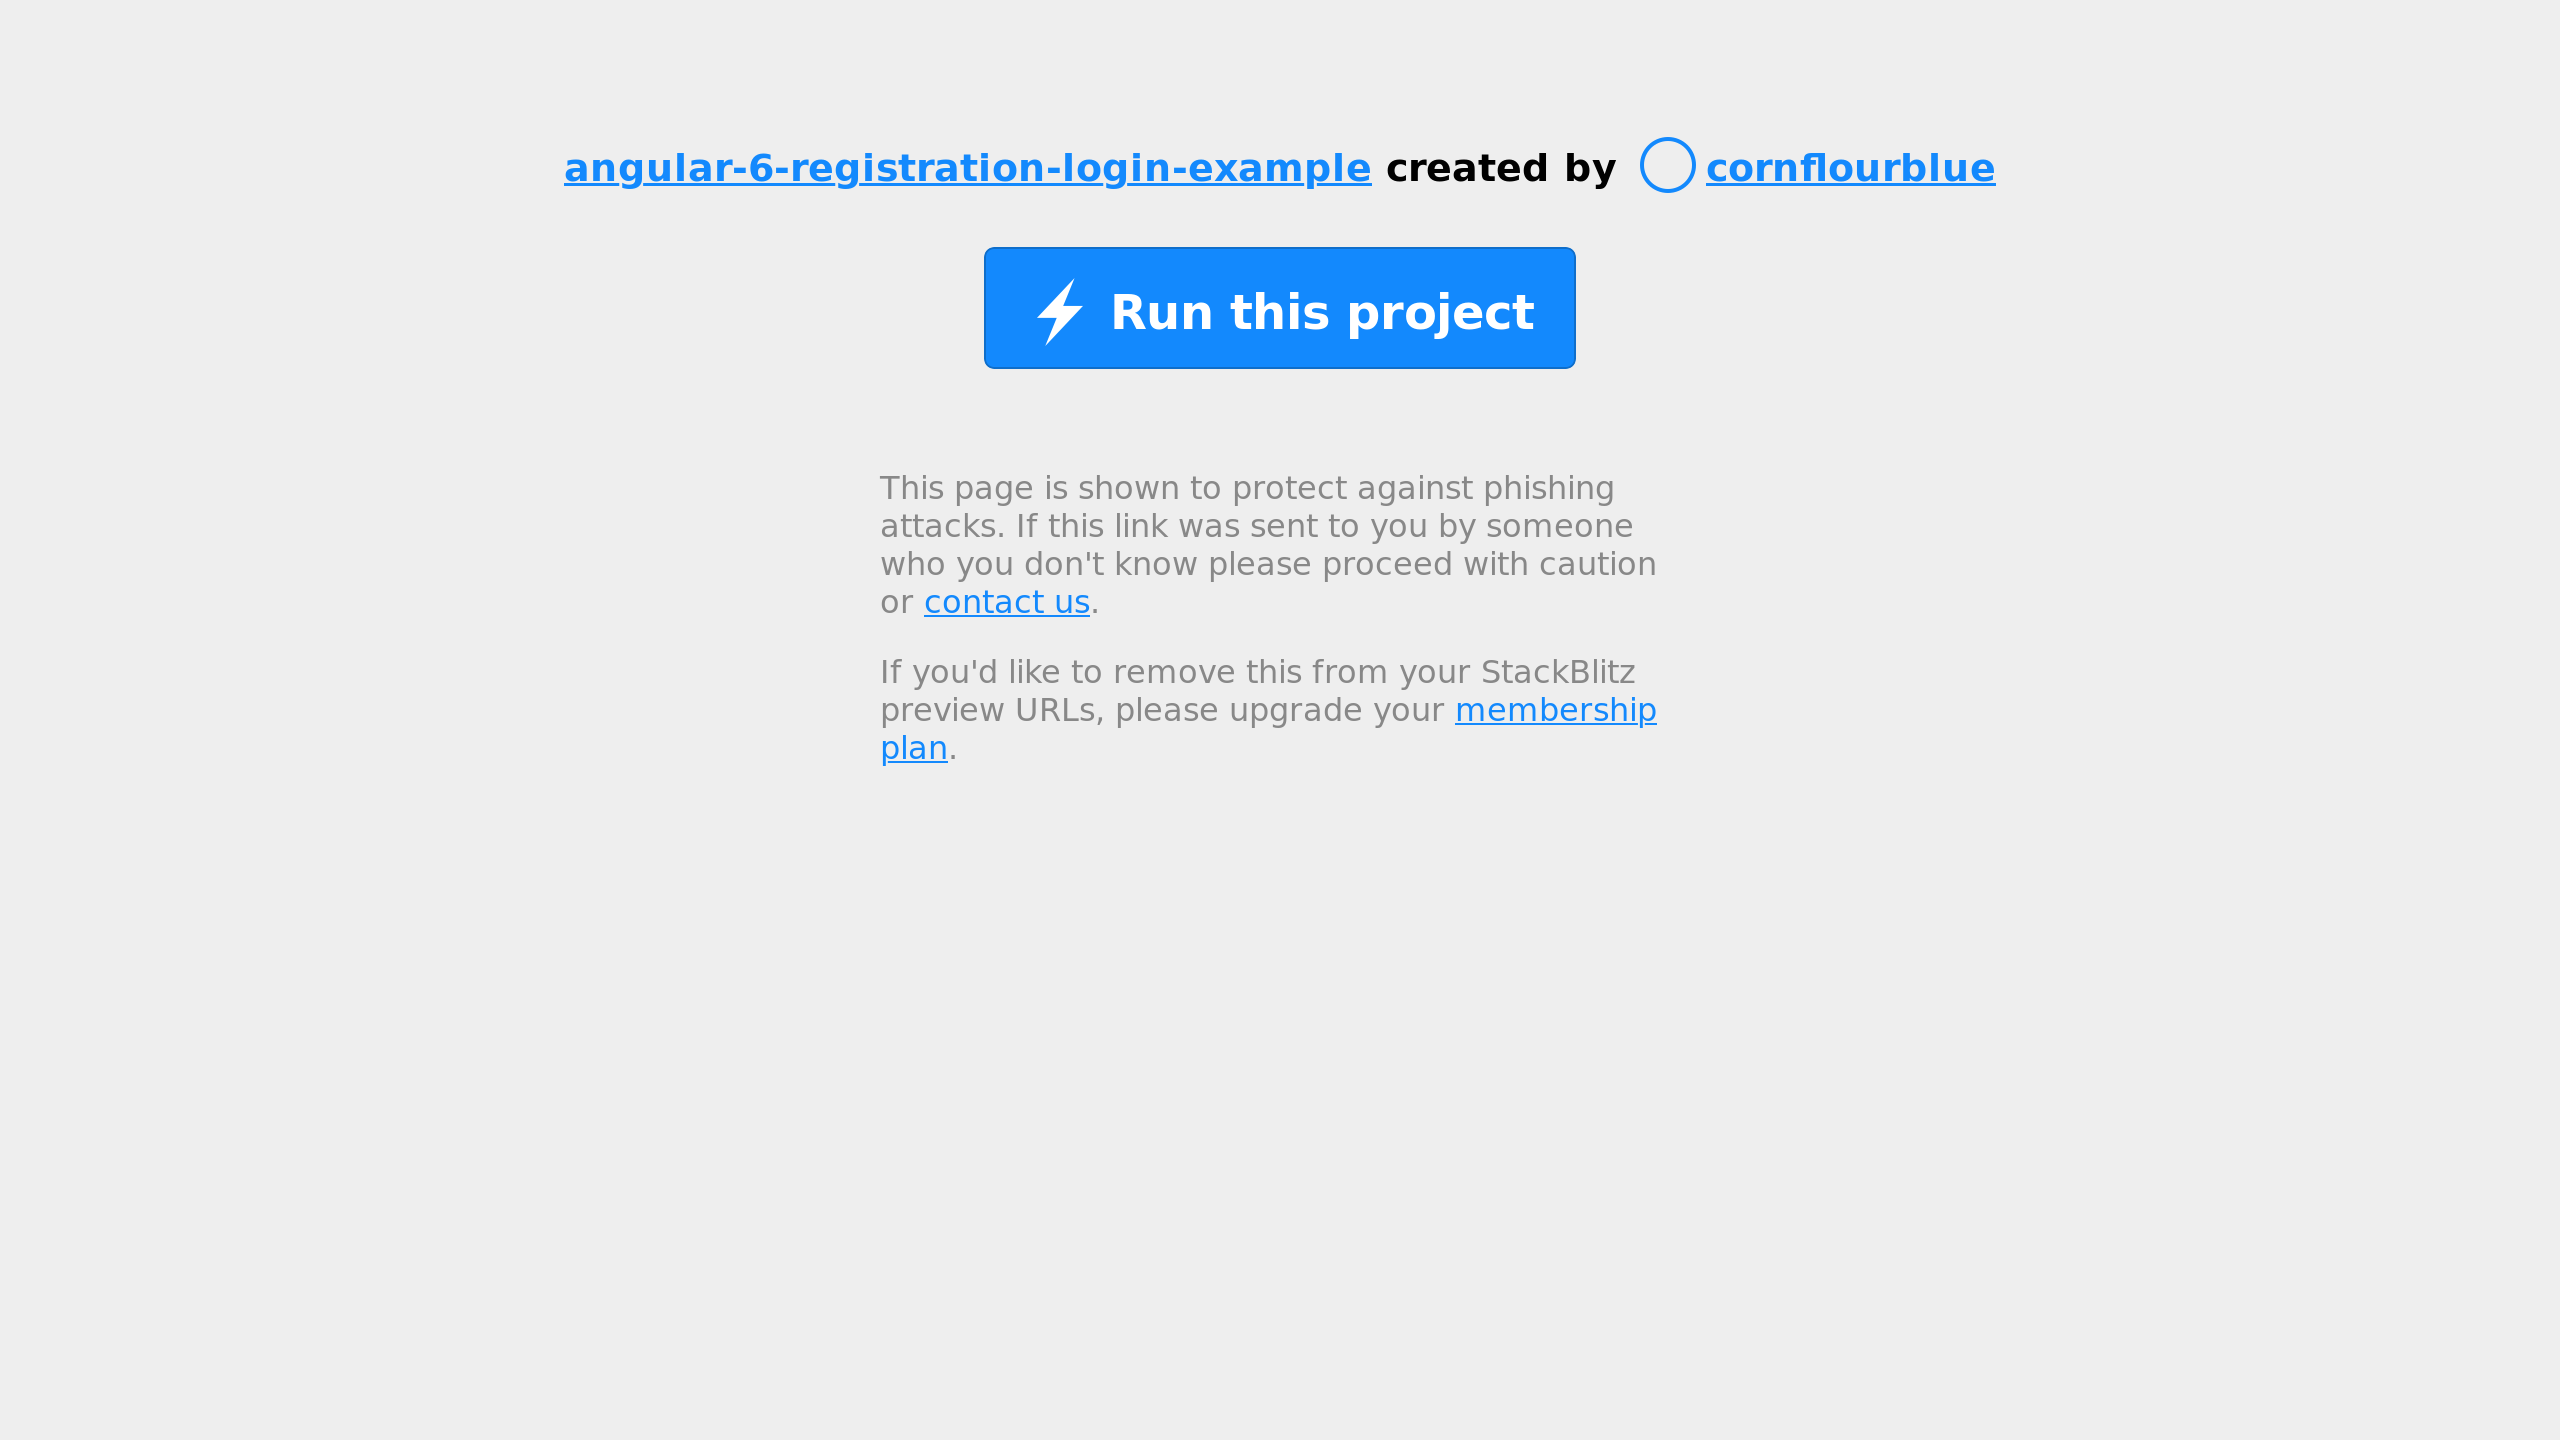 angular-6-registration-login-example created by cornflourblue
Run this project
This page is shown to protect against phishing
attacks. If this link was sent to you by someone
who you don't know please proceed with caution
or contact us.
If you'd like to remove this from your StackBlitz
preview URLs, please upgrade your membership
plan.